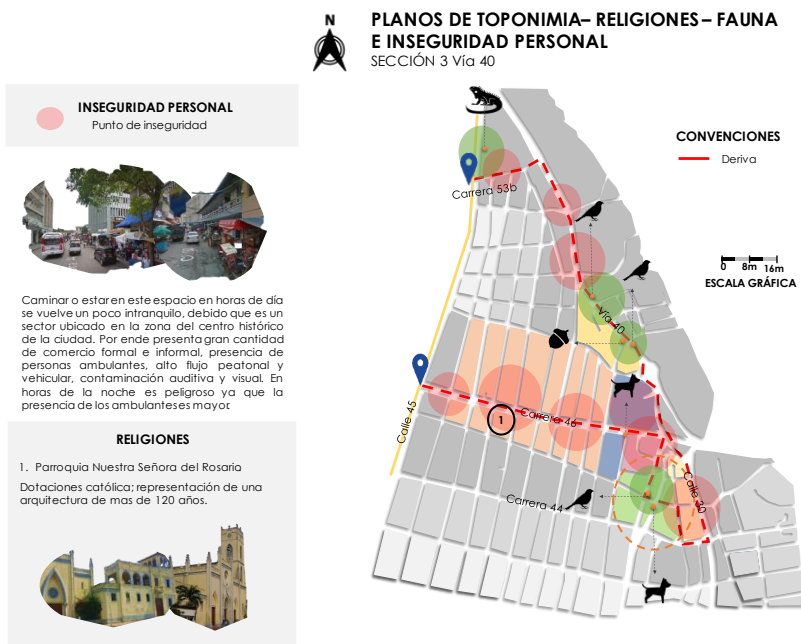 N
PLANOS DE TOPONIMIA– RELIGIONES – FAUNA
E INSEGURIDAD PERSONAL
SECCIÓN 3 Vía 40
INSEGURIDAD PERSONAL
Punto de inseguridad
Caminar o estar en este espacio en horas de día
se vuelve un poco intranquilo, debido que es un
sector ubicado en la zona del centro histórico
de la ciudad. Por ende presenta gran cantidad
de comercio formal e informal, presencia de
personas ambulantes, alto flujo peatonal y
vehicular, contaminación auditiva y visual. En
horas de la noche es peligroso ya que la
presencia de los ambulantes es mayor.
RELIGIONES
1. Parroquia Nuestra Señora del Rosaria
Dotaciones católica; representación de una
arquitectura de mas de 120 años.
CONVENCIONES
Deriva
0 8m 16m
ESCALA GRÁFICA
Carrera 53b
Vía 40
Calle 45
Carrera 46
1
Carrera 44
Calle 30